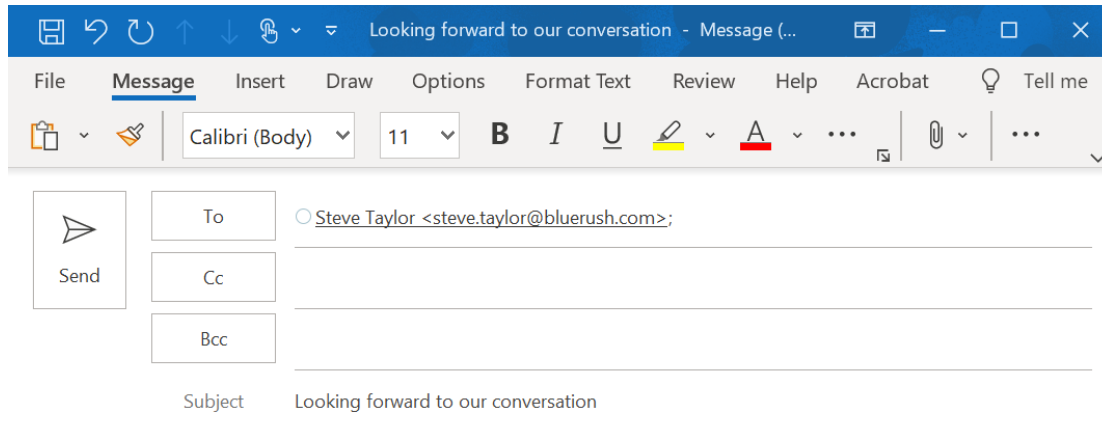 Looking forward to our conversation - Message (...
File Message Insert Draw Options Format Text Review Help Acrobat Tell me
Calibri (Body) 11 B I U A ...  ...
To Steve Taylor <steve.taylor@bluerush.com>;
Send
Cc
Bcc
Subject Looking forward to our conversation